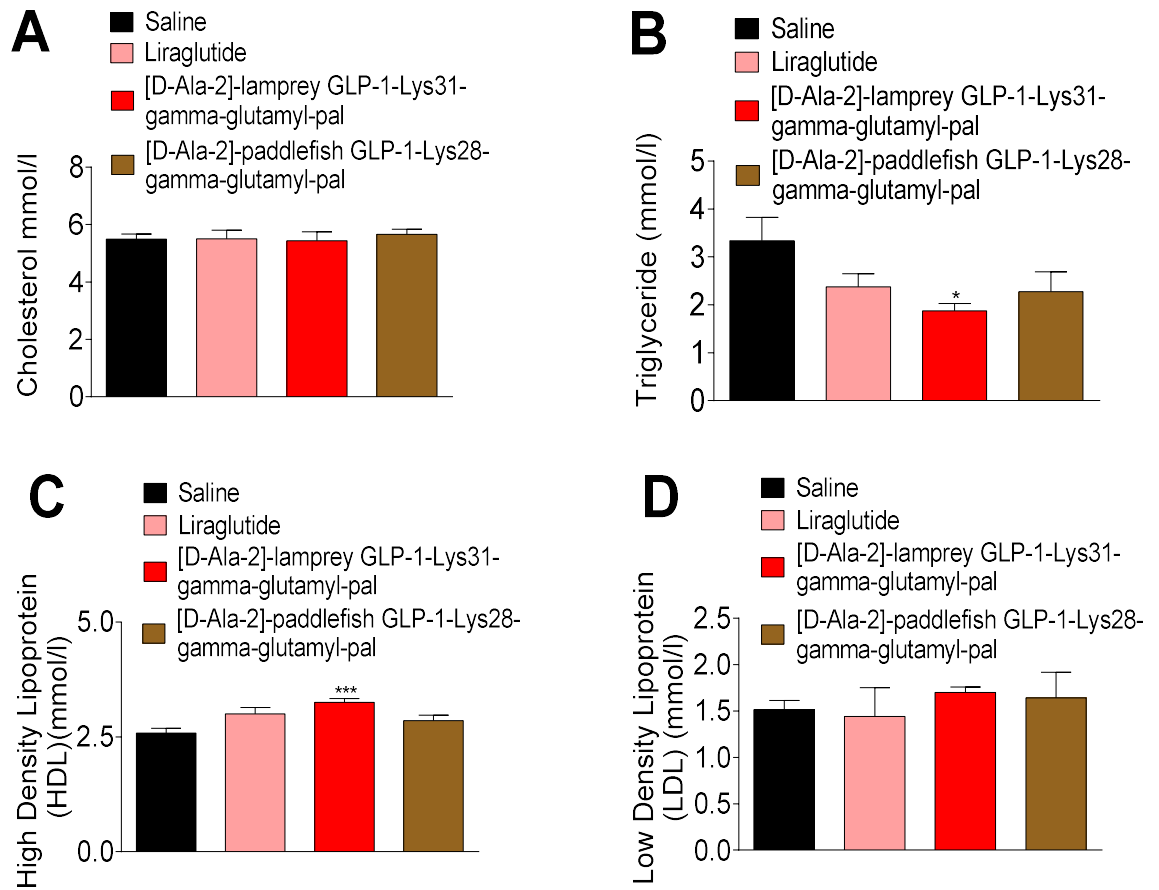 A
Saline
Liraglutide
[D-Ala-2]-lamprey GLP-1-Lys31-
gamma-glutamyl-pal
[D-Ala-2]-paddlefish GLP-1-Lys28-
gamma-glutamyl-pal
Cholesterol mmol/l
8
6
4
2
0
B
Saline
Liraglutide
[D-Ala-2]-lamprey GLP-1-Lys31-
gamma-glutamyl-pal
[D-Ala-2]-paddlefish GLP-1-Lys28-
gamma-glutamyl-pal
Triglyceride (mmol/l)
5
4
3
2
1
0
*
C
Saline
Liraglutide
[D-Ala-2]-lamprey GLP-1-Lys31-
gamma-glutamyl-pal
[D-Ala-2]-paddlefish GLP-1-Lys28-
gamma-glutamyl-pal
High Density Lipoprotein
(HDL)(mmol/l)
5.0
2.5
0.0
***
D
Saline
Liraglutide
[D-Ala-2]-lamprey GLP-1-Lys31-
gamma-glutamyl-pal
[D-Ala-2]-paddlefish GLP-1-Lys28-
gamma-glutamyl-pal
Low Density Lipoprotein
(LDL) (mmol/l)
2.5
2.0
1.5
1.0
0.5
0.0